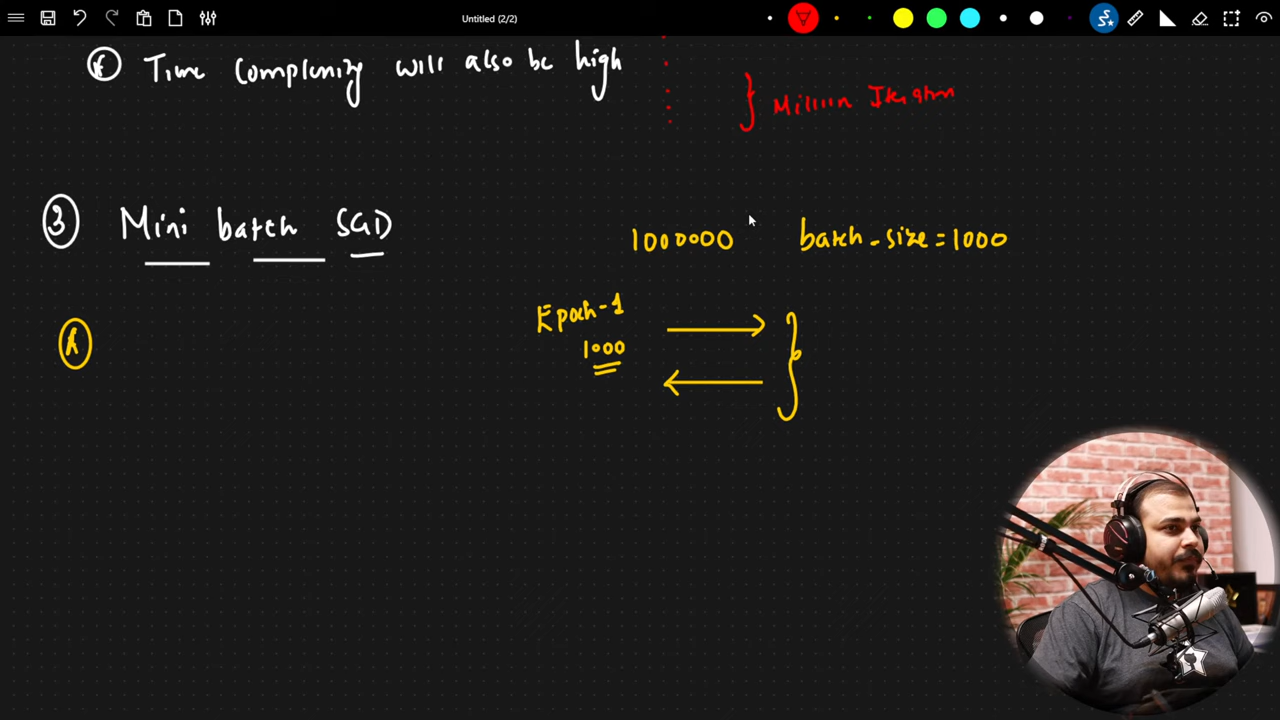 Untitled (2/2)
Time Complexity will also be high
} Million Iteration
3 Mini batch SGD
1000000 batch-size=1000
Epoch-1
1000